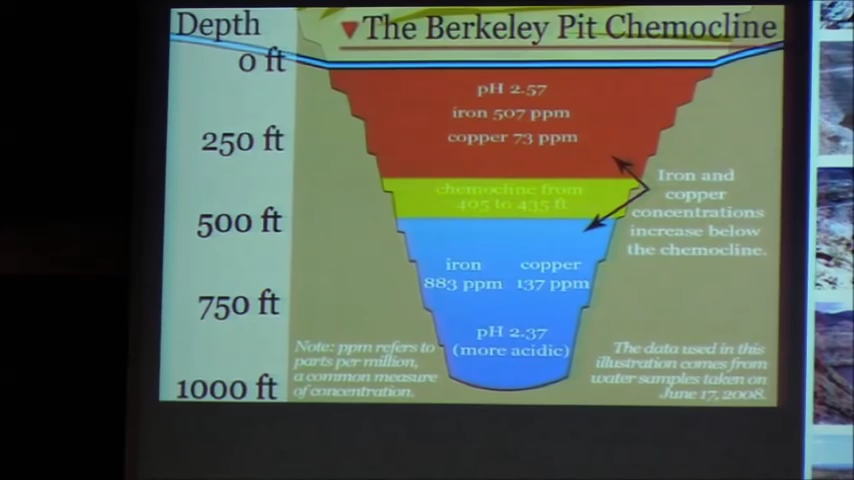 Depth
The Berkeley Pit Chemocline
0 ft
250 ft
500 ft
750 ft
1000 ft
pH 2.57
iron 507 ppm
copper 73 ppm
chemocline from
405 to 435 ft
Iron and
copper
concentrations
increase below
the chemocline.
iron
883 ppm
copper
137 ppm
pH 2.37
(more acidic)
Note: ppm refers to
parts per million,
a common measure
of concentration.
The data used in this
illustration comes from
water samples taken on
June 17, 2008.